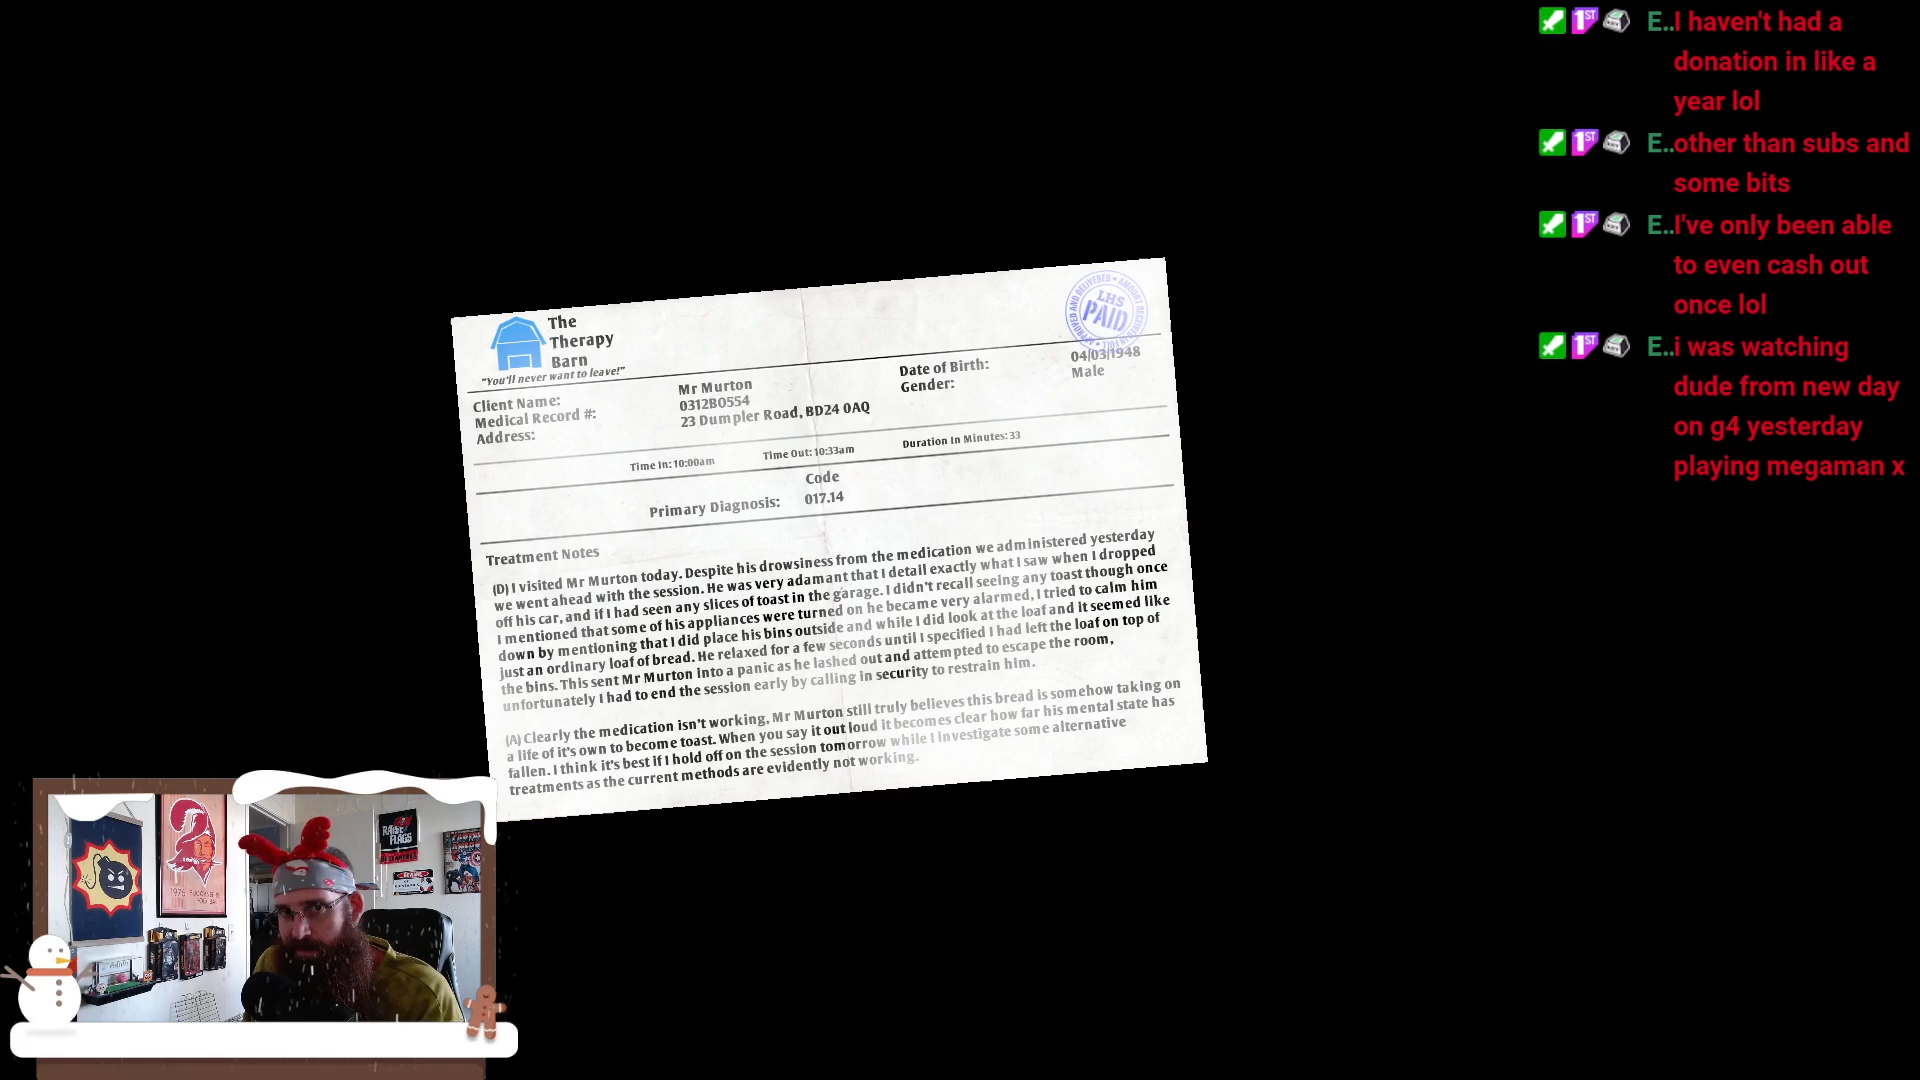 The
Therapy
Barn
"You'll never want to leave!"
LHS
PAID
Client Name:
Medical Record #:
Address:
Mr Murton
0312B0554
23 Dumpler Road, BD24 0AQ
Date of Birth:
Gender:
04/03/1948
Male
Time In: 10:00am
Time Out: 10:33am
Duration In Minutes: 33
Code
Primary Diagnosis:
017.14
Treatment Notes
(D) I visited Mr Murton today. Despite his drowsiness from the medication we administered yesterday
we went ahead with the session. He was very adamant that I detail exactly what I saw when I dropped
off his car, and if I had seen any slices of toast in the garage. I didn't recall seeing any toast though once
I mentioned that some of his appliances were turned on he became very alarmed, I tried to calm him
down by mentioning that I did place his bins outside and while I did look at the loaf and it seemed like
just an ordinary loaf of bread. He relaxed for a few seconds until I specified I had left the loaf on top of
the bins. This sent Mr Murton into a panic as he lashed out and attempted to escape the room,
unfortunately I had to end the session early by calling in security to restrain him.
(A) Clearly the medication isn't working, Mr Murton still truly believes this bread is somehow taking on
a life of it's own to become toast. When you say it out loud it becomes clear how far his mental state has
fallen. I think it's best if I hold off on the session tomorrow while I investigate some alternative
treatments as the current methods are evidently not working.
E..I haven't had a
donation in like a
year lol
E..other than subs and
some bits
E..I've only been able
to even cash out
once lol
E..i was watching
dude from new day
on g4 yesterday
playing megaman x
RAISE
FLAGS